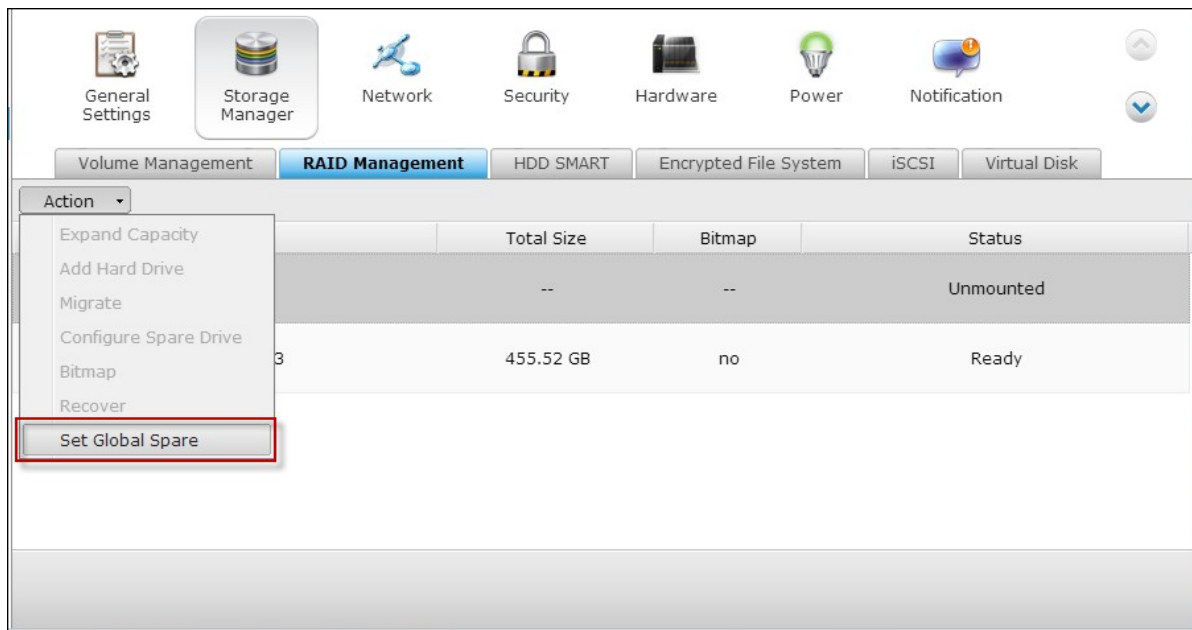 General Settings
Storage Manager
Network
Security
Hardware
Power
Notification
Volume Management
RAID Management
HDD SMART
Encrypted File System
iSCSI
Virtual Disk
Action
Total Size
Bitmap
Status
Expand Capacity
Add Hard Drive
--
--
Unmounted
Migrate
Configure Spare Drive
3
455.52 GB
no
Ready
Bitmap
Recover
Set Global Spare